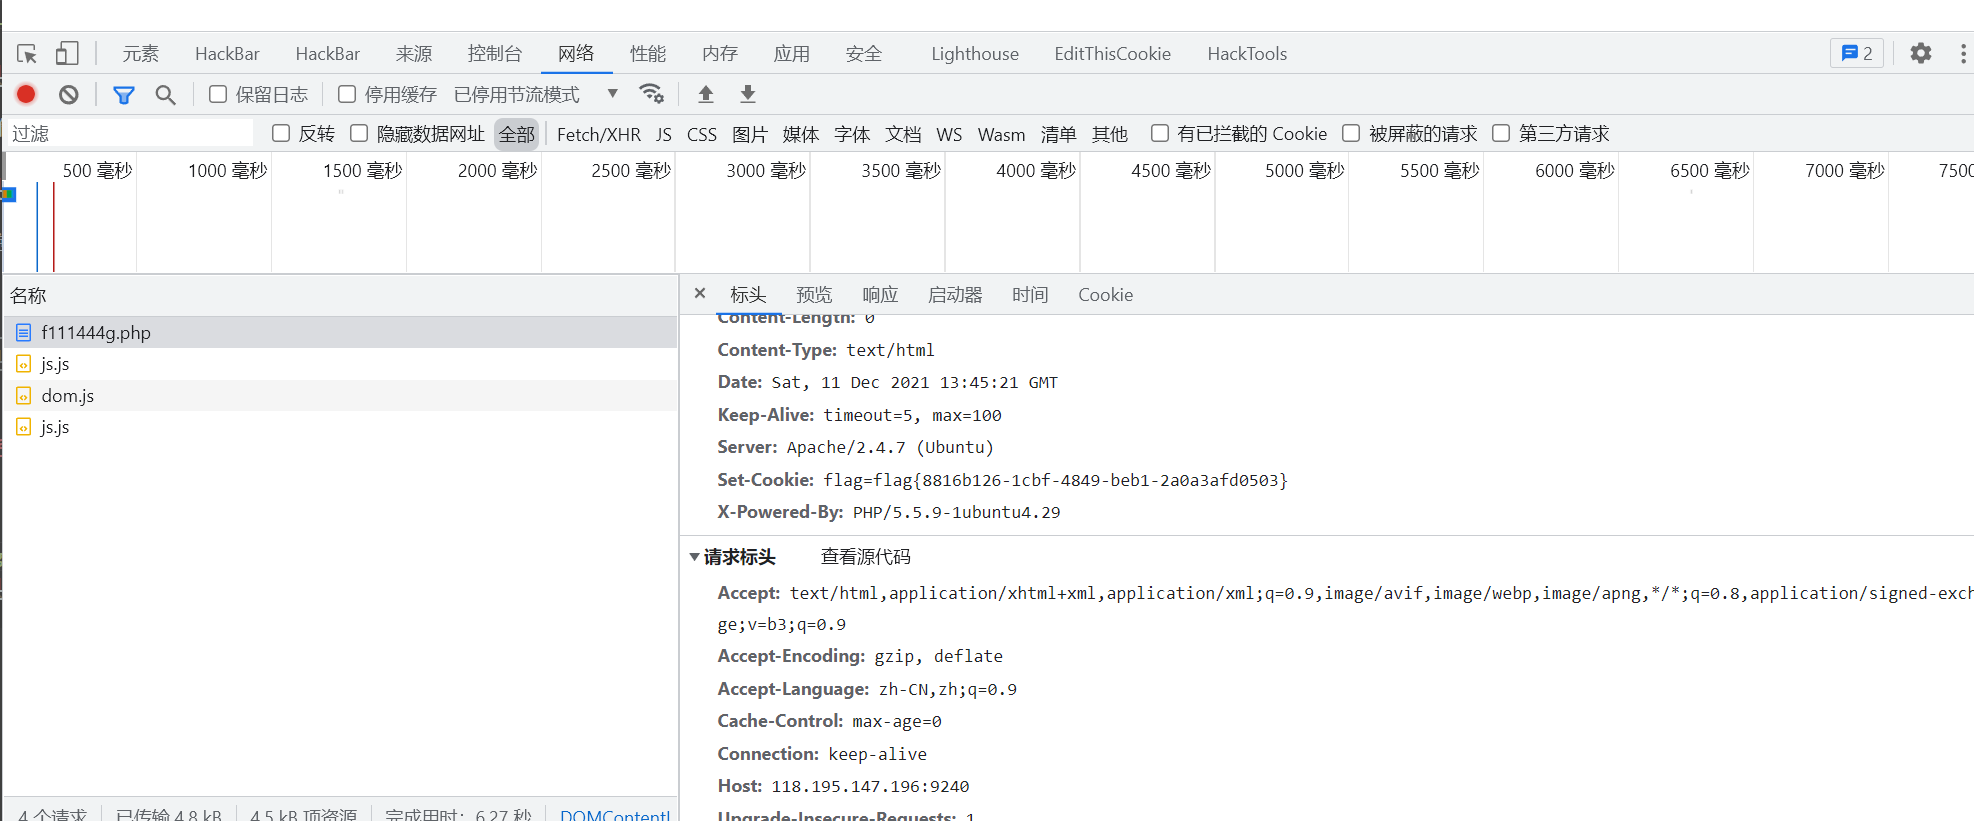 元素 HackBar HackBar 来源 控制台 网络 性能 内存 应用 安全 Lighthouse EditThisCookie HackTools 2
保留日志 停用缓存 已停用节流模式
过滤 反转 隐藏数据网址 全部 Fetch/XHR JS CSS 图片 媒体 字体 文档 WS Wasm 清单 其他 有已拦截的 Cookie 被屏蔽的请求 第三方请求
500 毫秒 1000 毫秒 1500 毫秒 2000 毫秒 2500 毫秒 3000 毫秒 3500 毫秒 4000 毫秒 4500 毫秒 5000 毫秒 5500 毫秒 6000 毫秒 6500 毫秒 7000 毫秒 7500
名称
f111444g.php
js.js
dom.js
js.js
4 个请求 已传输 4.8 kB 4.5 kB 项资源 完成用时: 6.27 秒 DOMContentl
× 标头 预览 响应 启动器 时间 Cookie
Content-Length: 0
Content-Type: text/html
Date: Sat, 11 Dec 2021 13:45:21 GMT
Keep-Alive: timeout=5, max=100
Server: Apache/2.4.7 (Ubuntu)
Set-Cookie: flag=flag{8816b126-1cbf-4849-beb1-2a0a3afd0503}
X-Powered-By: PHP/5.5.9-1ubuntu4.29
请求标头 查看源代码
Accept: text/html,application/xhtml+xml,application/xml;q=0.9,image/avif,image/webp,image/apng,*/*;q=0.8,application/signed-exch
ge;v=b3;q=0.9
Accept-Encoding: gzip, deflate
Accept-Language: zh-CN,zh;q=0.9
Cache-Control: max-age=0
Connection: keep-alive
Host: 118.195.147.196:9240
Upgrade-Insecure-Requests: 1